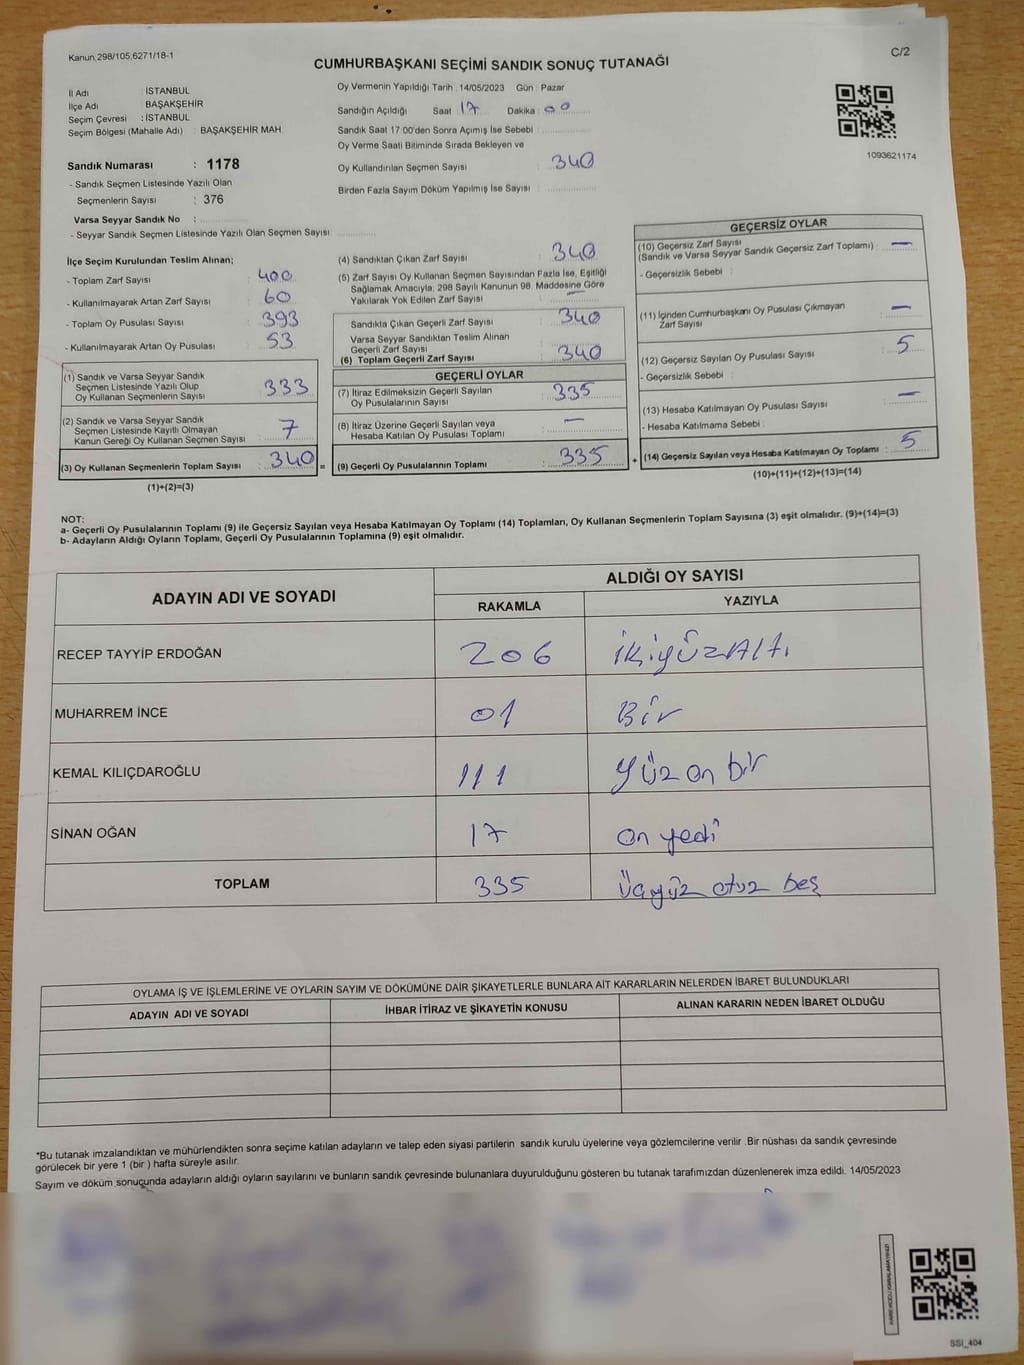 Kanun,298/105,6271/18-1
C/2
CUMHURBAŞKANI SEÇİMİ SANDIK SONUÇ TUTANAĞI
İl Adı : İSTANBUL
İlçe Adı : BAŞAKŞEHİR
Seçim Çevresi : İSTANBUL
Seçim Bölgesi (Mahalle Adı) : BAŞAKŞEHİR MAH.
Sandık Numarası : 1178
- Sandık Seçmen Listesinde Yazılı Olan
Seçmenlerin Sayısı : 376
Varsa Seyyar Sandık No :
- Seyyar Sandık Seçmen Listesinde Yazılı Olan Seçmen Sayısı:
Oy Vermenin Yapıldığı Tarih :14/05/2023 Gün : Pazar
Sandığın Açıldığı Saat : 17 Dakika : 00
Sandık Saat 17:00'den Sonra Açımış İse Sebebi :
Oy Verme Saati Bitiminde Sırada Bekleyen ve
Oy Kullandırılan Seçmen Sayısı : 340
Birden Fazla Sayım Döküm Yapılmış İse Sayısı :
1093621174
İlçe Seçim Kurulundan Teslim Alınan;
- Toplam Zarf Sayısı : 400
- Kullanılmayarak Artan Zarf Sayısı : 60
- Toplam Oy Pusulası Sayısı : 393
- Kullanılmayarak Artan Oy Pusulası : 53
(1) Sandık ve Varsa Seyyar Sandık
Seçmen Listesinde Yazılı Olup
Oy Kullanan Seçmenlerin Sayısı : 333
(2) Sandık ve Varsa Seyyar Sandık
Seçmen Listesinde Kayıtlı Olmayan
Kanun Gereği Oy Kullanan Seçmen Sayısı : 7
(3) Oy Kullanan Seçmenlerin Toplam Sayısı : 340 =
(1)+(2)=(3)
(4) Sandıktan Çıkan Zarf Sayısı : 340
(5) Zarf Sayısı Oy Kullanan Seçmen Sayısından Fazla İse, Eşitliği
Sağlamak Amacıyla, 298 Sayılı Kanunun 98. Maddesine Göre
Yakılarak Yok Edilen Zarf Sayısı : —
Sandıkta Çıkan Geçerli Zarf Sayısı : 340
Varsa Seyyar Sandıktan Teslim Alınan
Geçerli Zarf Sayısı
(6) Toplam Geçerli Zarf Sayısı : 340
GEÇERLİ OYLAR
(7) İtiraz Edilmeksizin Geçerli Sayılan
Oy Pusulalarının Sayısı : 335
(8) İtiraz Üzerine Geçerli Sayılan veya
Hesaba Katılan Oy Pusulası Toplamı : —
(9) Geçerli Oy Pusulalarının Toplamı : 335 +
GEÇERSİZ OYLAR
(10) Geçersiz Zarf Sayısı
(Sandık ve Varsa Seyyar Sandık Geçersiz Zarf Toplamı) : —
- Geçersizlik Sebebi :
(11) İçinden Cumhurbaşkanı Oy Pusulası Çıkmayan
Zarf Sayısı : —
(12) Geçersiz Sayılan Oy Pusulası Sayısı : 5
- Geçersizlik Sebebi :
(13) Hesaba Katılmayan Oy Pusulası Sayısı : —
- Hesaba Katılmama Sebebi :
(14) Geçersiz Sayılan veya Hesaba Katılmayan Oy Toplamı : 5
(10)+(11)+(12)+(13)=(14)
NOT:
a- Geçerli Oy Pusulalarının Toplamı (9) ile Geçersiz Sayılan veya Hesaba Katılmayan Oy Toplamı (14) Toplamları, Oy Kullanan Seçmenlerin Toplam Sayısına (3) eşit olmalıdır. (9)+(14)=(3)
b- Adayların Aldığı Oyların Toplamı, Geçerli Oy Pusulalarının Toplamına (9) eşit olmalıdır.
ADAYIN ADI VE SOYADI
ALDIĞI OY SAYISI
RAKAMLA YAZIYLA
RECEP TAYYİP ERDOĞAN 206 İkiyüzAltı
MUHARREM İNCE 01 Bir
KEMAL KILIÇDAROĞLU 111 Yüz on bir
SİNAN OĞAN 17 on yedi
TOPLAM 335 üçyüz otuz beş
OYLAMA İŞ VE İŞLEMLERİNE VE OYLARIN SAYIM VE DÖKÜMÜNE DAİR ŞİKAYETLERLE BUNLARA AİT KARARLARIN NELERDEN İBARET BULUNDUKLARI
ADAYIN ADI VE SOYADI İHBAR İTİRAZ VE ŞİKAYETİN KONUSU ALINAN KARARIN NEDEN İBARET OLDUĞU
*Bu tutanak imzalandıktan ve mühürlendikten sonra seçime katılan adayların ve talep eden siyasi partilerin sandık kurulu üyelerine veya gözlemcilerine verilir .Bir nüshası da sandık çevresinde
görülecek bir yere 1 (bir ) hafta süreyle asılır.
Sayım ve döküm sonuçunda adayların aldığı oyların sayılarını ve bunların sandık çevresinde bulunanlara duyurulduğunu gösteren bu tutanak tarafımızdan düzenlenerek imza edildi. 14/05/2023
KARE KODU KARALAMAYINIZ!
SSİ_404